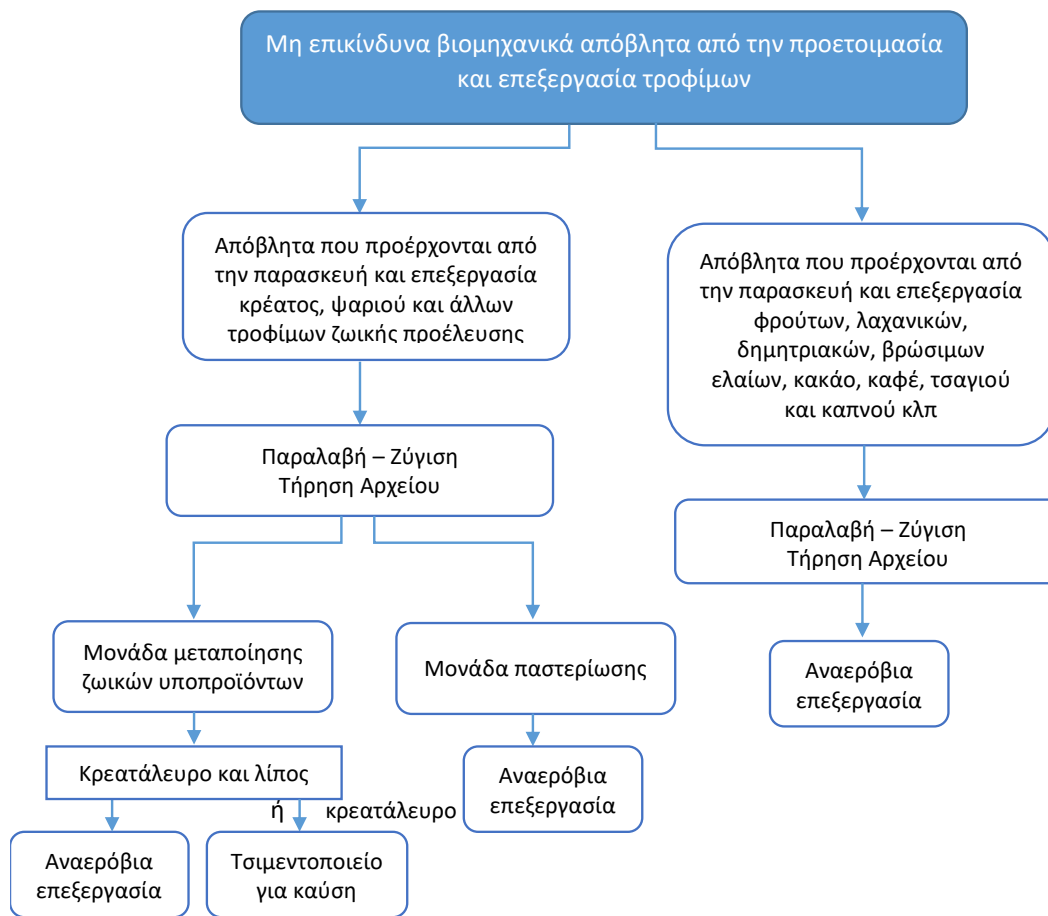 Μη επικίνδυνα βιομηχανικά απόβλητα από την προετοιμασία
και επεξεργασία τροφίμων
Απόβλητα που προέρχονται από
την παρασκευή και επεξεργασία
κρέατος, ψαριού και άλλων
τροφίμων ζωικής προέλευσης
Απόβλητα που προέρχονται από
την παρασκευή και επεξεργασία
φρούτων, λαχανικών,
δημητριακών, βρώσιμων
ελαίων, κακάο, καφέ, τσαγιού
και καπνού κλπ
Παραλαβή – Ζύγιση
Τήρηση Αρχείου
Παραλαβή – Ζύγιση
Τήρηση Αρχείου
Μονάδα μεταποίησης
ζωικών υποπροϊόντων
Μονάδα παστερίωσης
Αναερόβια
επεξεργασία
Κρεατάλευρο και λίπος
Αναερόβια
επεξεργασία
ή κρεατάλευρο
Αναερόβια
επεξεργασία
Τσιμεντοποιείο
για καύση